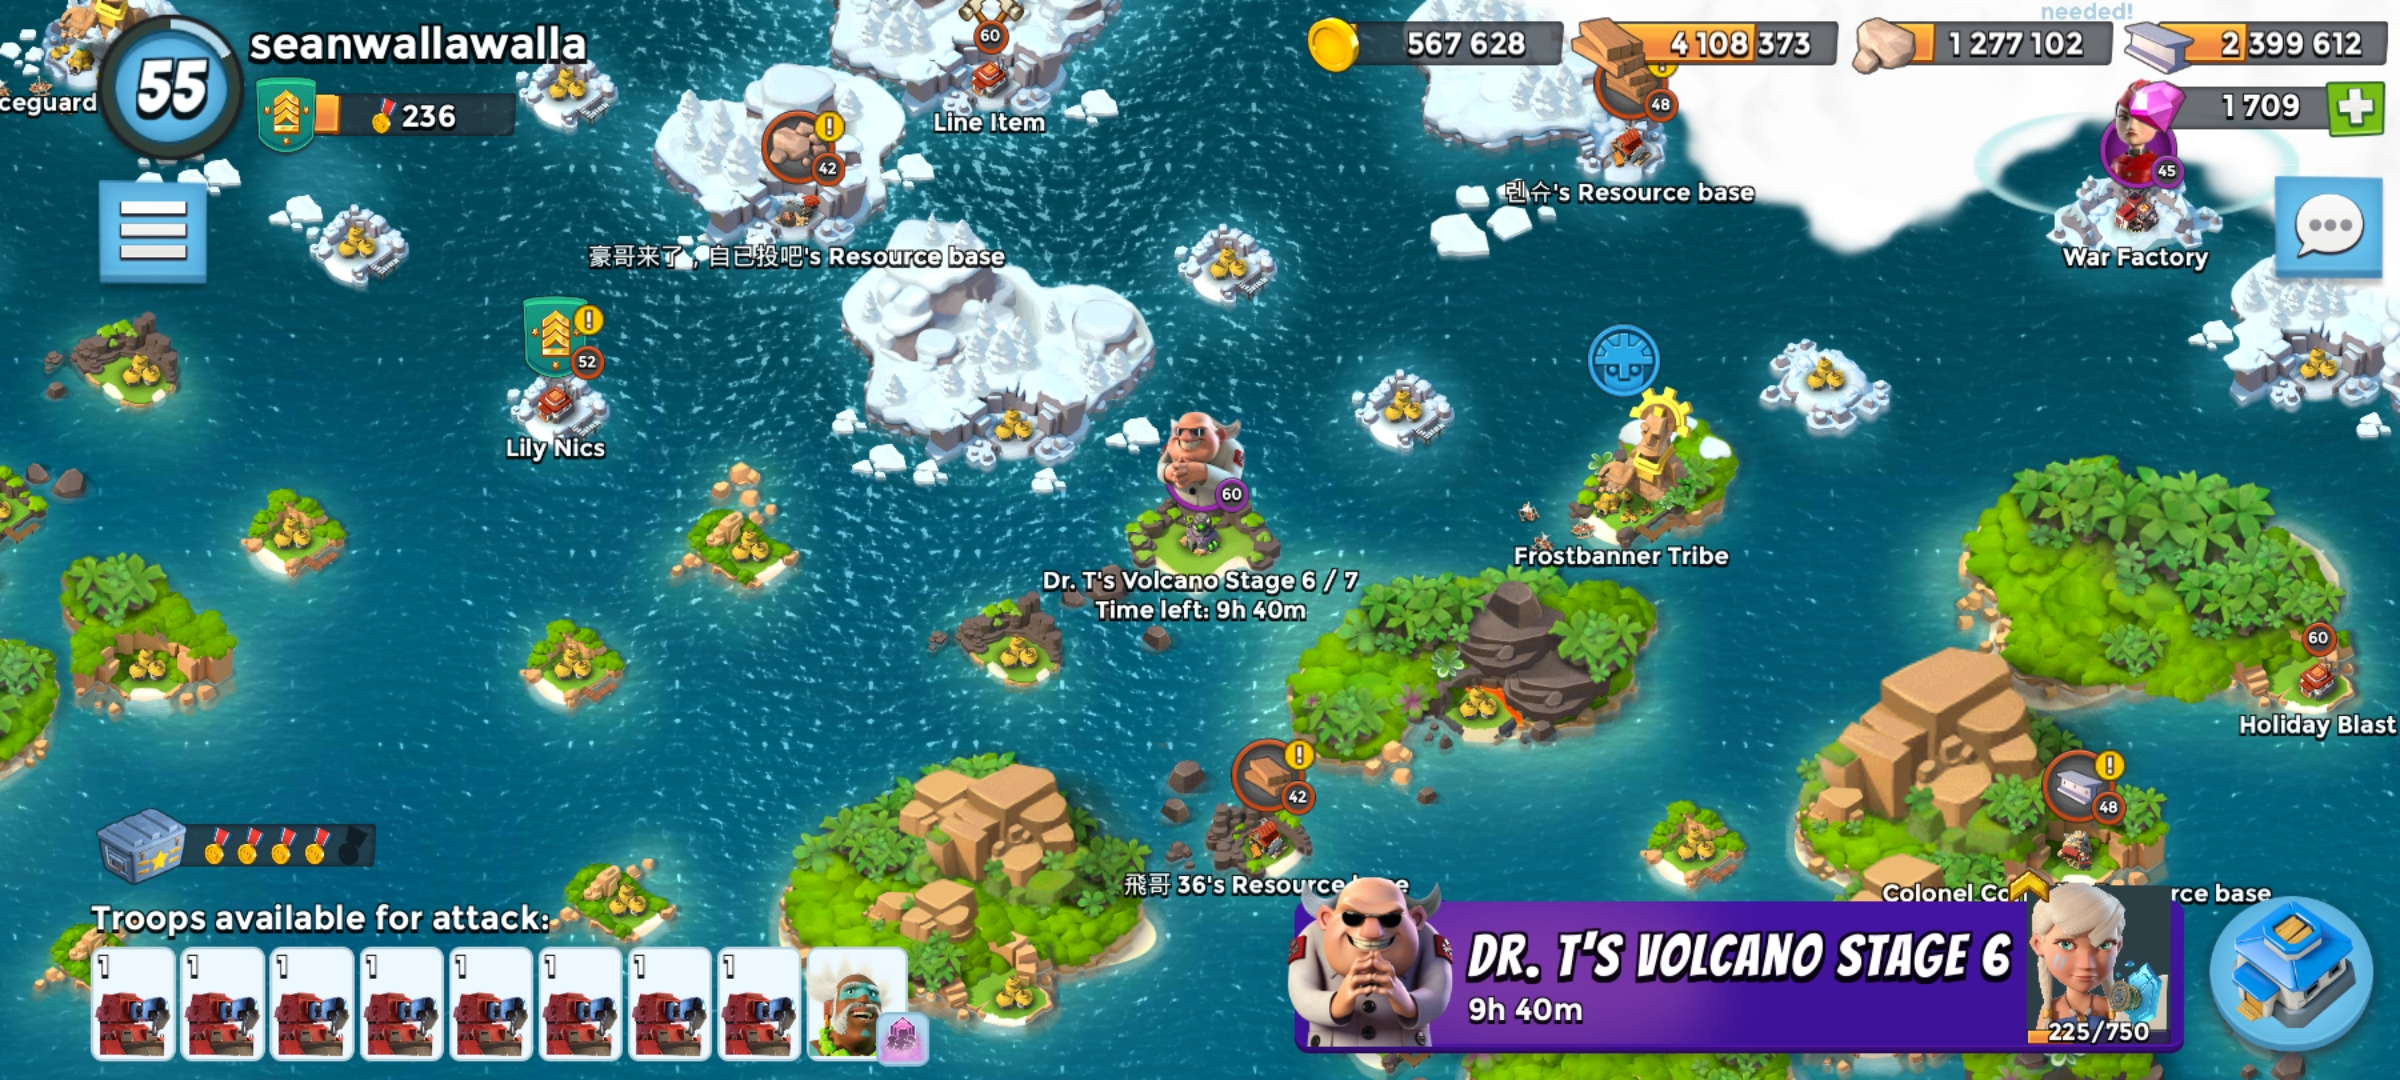 needed!
55
seanwallawalla
236
567 628
4 108 373
1 277 102
2 399 612
1 709
ceguard
60
Line Item
42
豪哥来了，自已投吧's Resource base
48
렌슈's Resource base
45
War Factory
52
Lily Nics
60
Dr. T's Volcano Stage 6 / 7
Time left: 9h 40m
Frostbanner Tribe
60
Holiday Blast
42
飛哥 36's Resource
48
Colonel Co
rce base
Troops available for attack:
1 1 1 1 1 1 1 1
DR. T'S VOLCANO STAGE 6
9h 40m
225/750